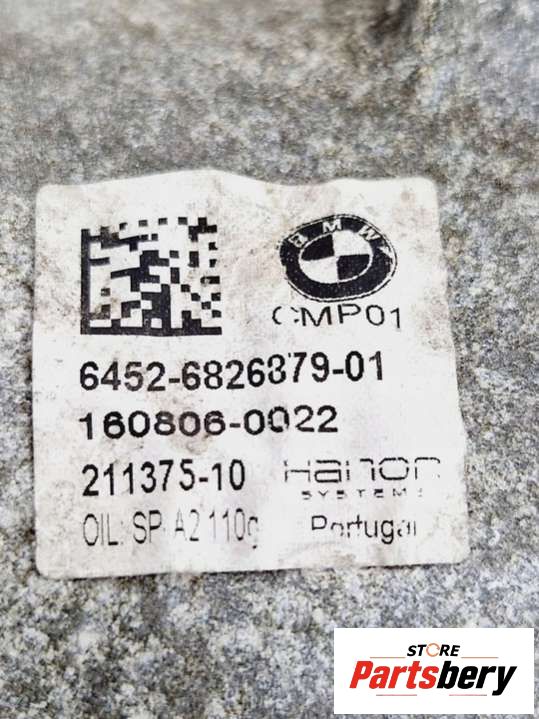 BMW
CMP01
6452-6826879-01
160806-0022
211375-10 Hanon
SYSTEMS
OIL: SP-A2 110g Portugal
STORE
Partsbery